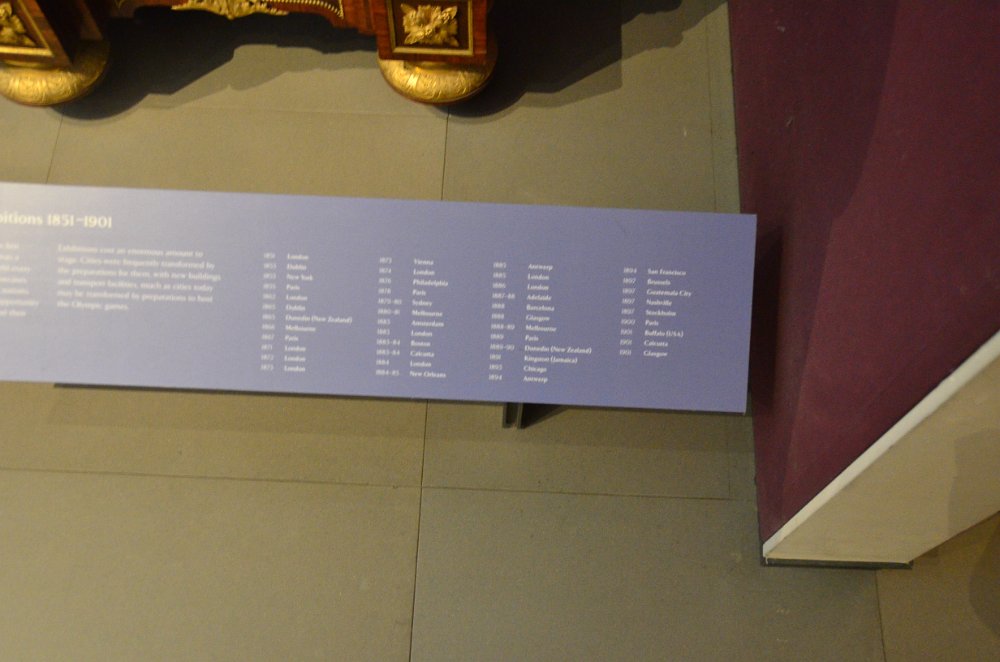 bitions 1851–1901
Exhibitions cost an enormous amount to
stage. Cities were frequently transformed by
the preparations for them, with new buildings
and transport facilities, much as cities today
may be transformed in preparations to host
the Olympic games.
1851 London
1853 Dublin
1853 New York
1855 Paris
1862 London
1865 Dublin
1865 Dunedin (New Zealand)
1866 Melbourne
1867 Paris
1871 London
1872 London
1873 London
1873 Vienna
1874 London
1876 Philadelphia
1878 Paris
1879–80 Sydney
1880–81 Melbourne
1883 Amsterdam
1883 London
1883–84 Boston
1883–84 Calcutta
1884 London
1884–85 New Orleans
1885 Antwerp
1885 London
1886 London
1887–88 Adelaide
1888 Barcelona
1888 Glasgow
1888–89 Melbourne
1889 Paris
1889–90 Dunedin (New Zealand)
1891 Kingston (Jamaica)
1893 Chicago
1894 Antwerp
1894 San Francisco
1897 Brussels
1897 Guatemala City
1897 Nashville
1897 Stockholm
1900 Paris
1901 Buffalo (USA)
1901 Calcutta
1901 Glasgow